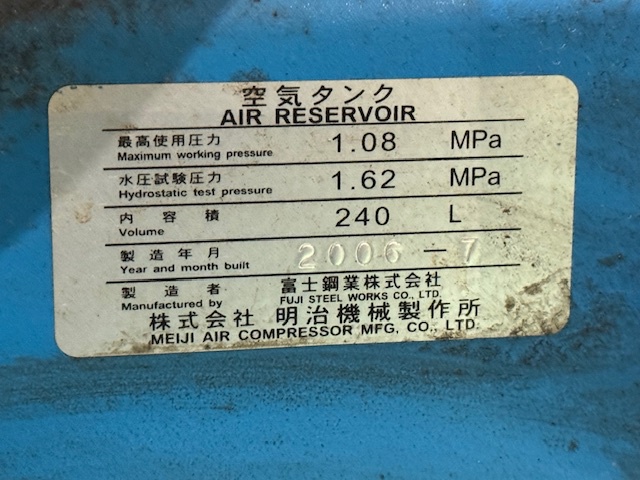 空気タンク
AIR RESERVOIR
最高使用圧力 1.08 MPa
Maximum working pressure
水圧試験圧力 1.62 MPa
Hydrostatic test pressure
内容積 240 L
Volume
製造年月 2006-7
Year and month built
製造者 富士鋼業株式会社
Manufactured by FUJI STEEL WORKS CO., LTD.
株式会社 明治機械製作所
MEIJI AIR COMPRESSOR MFG, CO., LTD.